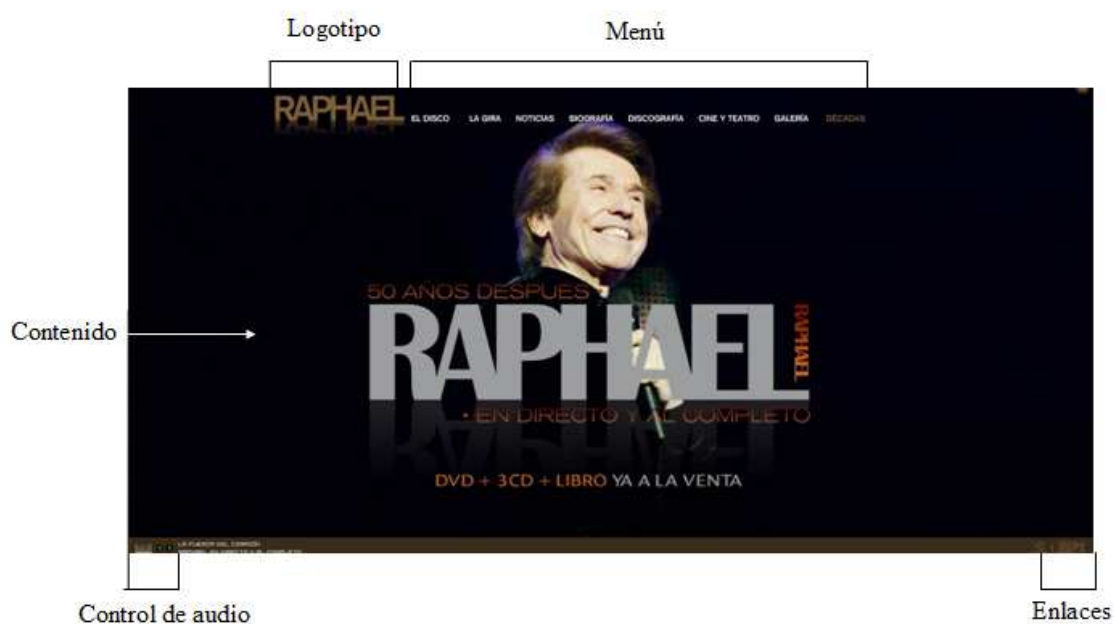 Logotipo
Menú
RAPHAEL
EL DISCO LA GIRA NOTICIAS BIOGRAFÍA DISCOGRAFÍA CINE Y TEATRO GALERÍA DÉCADAS
50 AÑOS DESPUES
RAPHAEL
RAPHAEL
Contenido
• EN DIRECTO Y AL COMPLETO
DVD + 3CD + LIBRO YA A LA VENTA
Control de audio
Enlaces